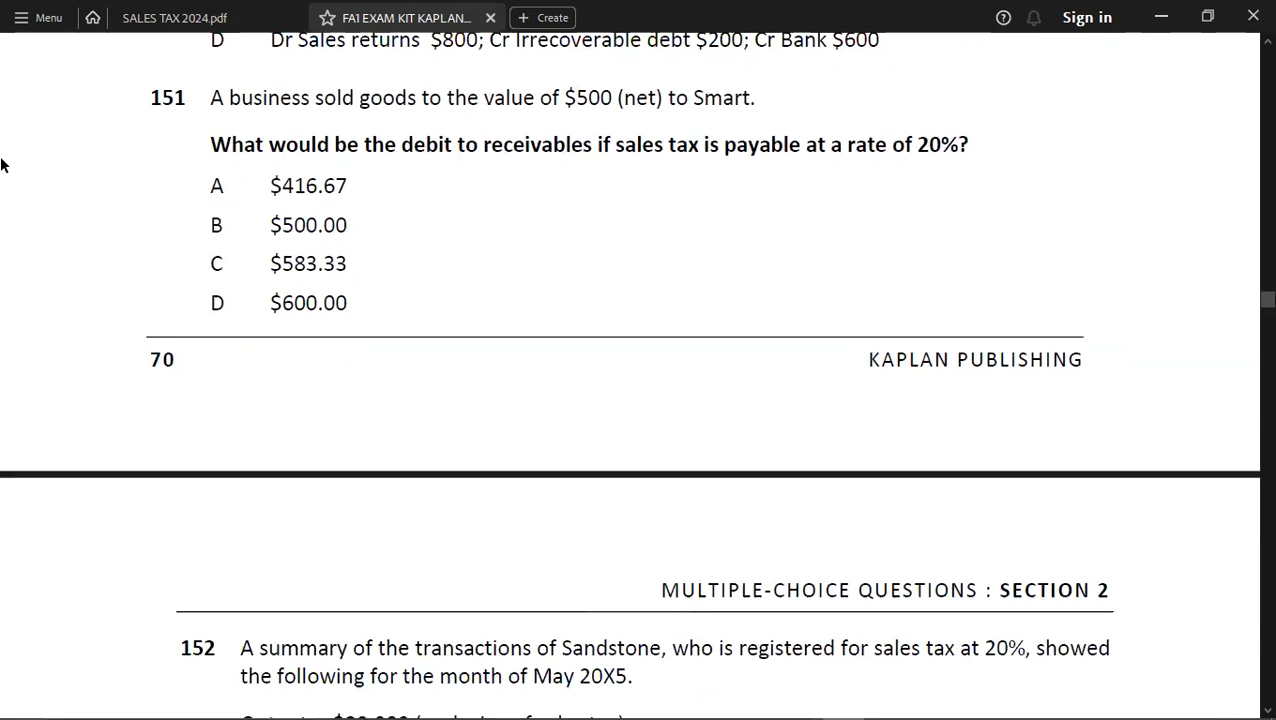 Menu
SALES TAX 2024.pdf
FA1 EXAM KIT KAPLAN...
Create
Sign in
D Dr Sales returns $800; Cr Irrecoverable debt $200; Cr Bank $600
151 A business sold goods to the value of $500 (net) to Smart.
What would be the debit to receivables if sales tax is payable at a rate of 20%?
A $416.67
B $500.00
C $583.33
D $600.00
70 KAPLAN PUBLISHING
MULTIPLE-CHOICE QUESTIONS : SECTION 2
152 A summary of the transactions of Sandstone, who is registered for sales tax at 20%, showed
the following for the month of May 20X5.